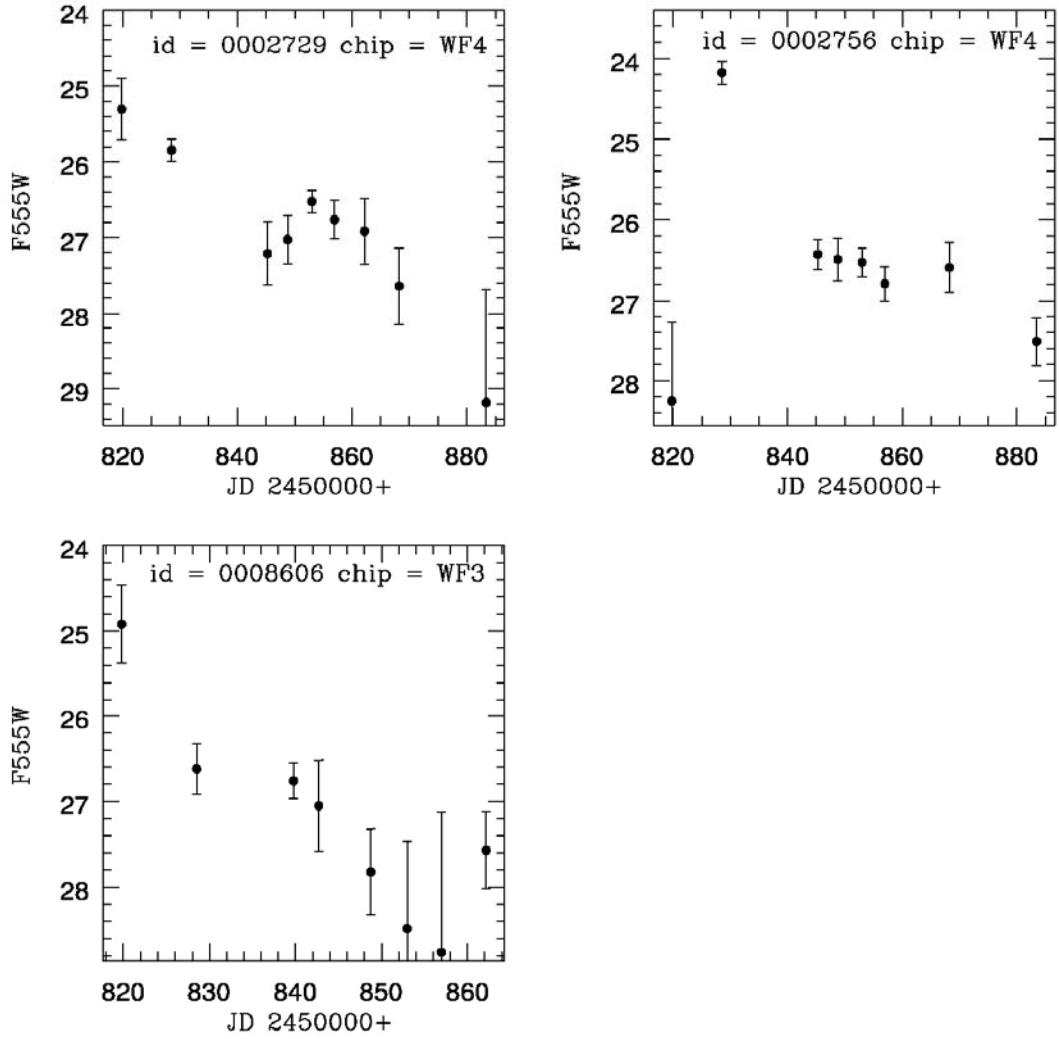 id = 0002729 chip = WF4
24
25
26
27
28
29
F555W
820 840 860 880
JD 2450000+
id = 0002756 chip = WF4
24
25
26
27
28
F555W
820 840 860 880
JD 2450000+
id = 0008606 chip = WF3
24
25
26
27
28
F555W
820 830 840 850 860
JD 2450000+